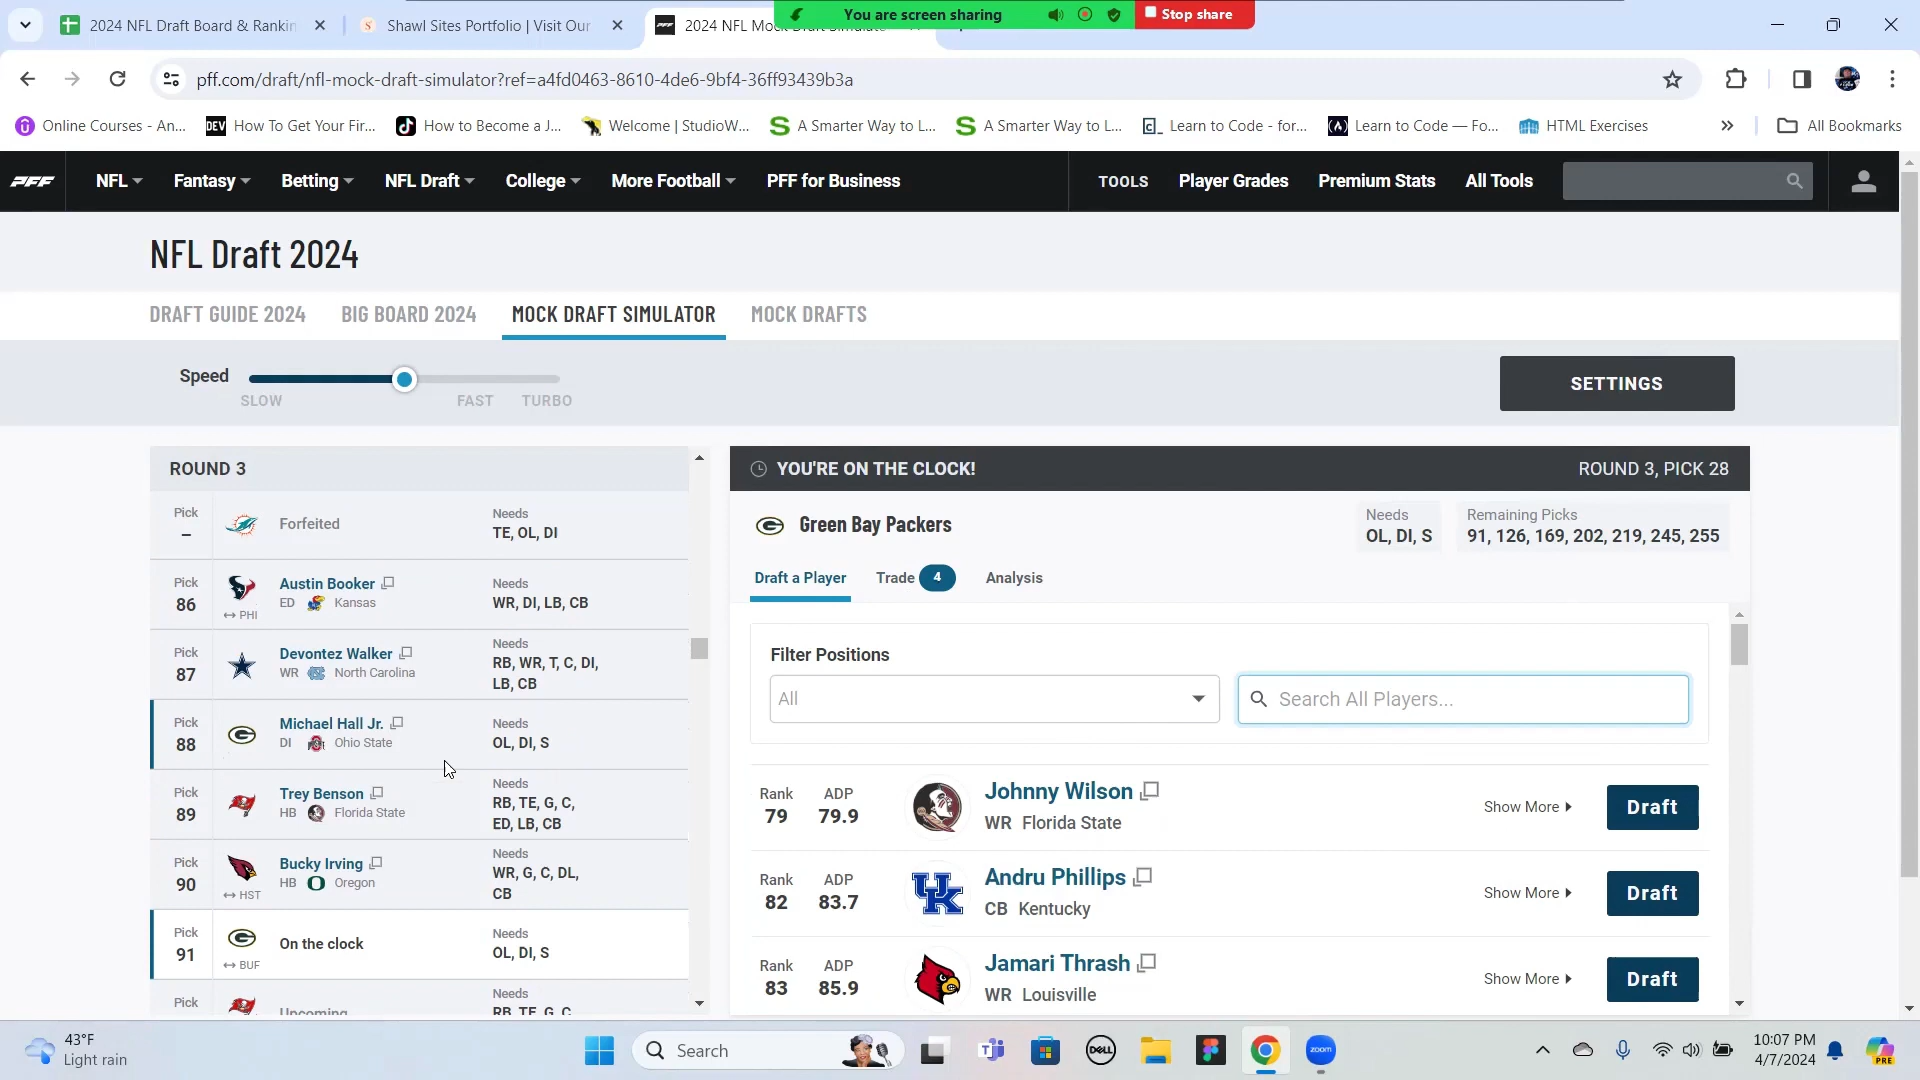 2024 NFL Draft Board & Rankin
Shawl Sites Portfolio | Visit Our
2024 NFL Mock Draft Simulate
You are screen sharing
Stop share
pff.com/draft/nfl-mock-draft-simulator?ref=a4fd0463-8610-4de6-9bf4-36ff93439b3a
Online Courses - An...
DEV How To Get Your Fir...
How to Become a J...
Welcome | StudioW...
A Smarter Way to L...
A Smarter Way to L...
Learn to Code - for...
Learn to Code — Fo...
HTML Exercises
All Bookmarks
PFF
NFL
Fantasy
Betting
NFL Draft
College
More Football
PFF for Business
TOOLS
Player Grades
Premium Stats
All Tools
NFL Draft 2024
DRAFT GUIDE 2024
BIG BOARD 2024
MOCK DRAFT SIMULATOR
MOCK DRAFTS
Speed
SLOW
FAST
TURBO
SETTINGS
ROUND 3
Pick
–
Forfeited
Needs
TE, OL, DI
Pick
86
↔ PHI
Austin Booker
ED Kansas
Needs
WR, DI, LB, CB
Pick
87
Devontez Walker
WR North Carolina
Needs
RB, WR, T, C, DI,
LB, CB
Pick
88
Michael Hall Jr.
DI Ohio State
Needs
OL, DI, S
Pick
89
Trey Benson
HB Florida State
Needs
RB, TE, G, C,
ED, LB, CB
Pick
90
↔ HST
Bucky Irving
HB Oregon
Needs
WR, G, C, DL,
CB
Pick
91
↔ BUF
On the clock
Needs
OL, DI, S
Pick
Upcoming
Needs
RB, TE, G, C,
YOU'RE ON THE CLOCK!
ROUND 3, PICK 28
Green Bay Packers
Needs
OL, DI, S
Remaining Picks
91, 126, 169, 202, 219, 245, 255
Draft a Player
Trade 4
Analysis
Filter Positions
All
Search All Players...
Rank
79
ADP
79.9
Johnny Wilson
WR Florida State
Show More
Draft
Rank
82
ADP
83.7
Andru Phillips
CB Kentucky
Show More
Draft
Rank
83
ADP
85.9
Jamari Thrash
WR Louisville
Show More
Draft
43°F
Light rain
Search
DELL
zoom
10:07 PM
4/7/2024
PRE